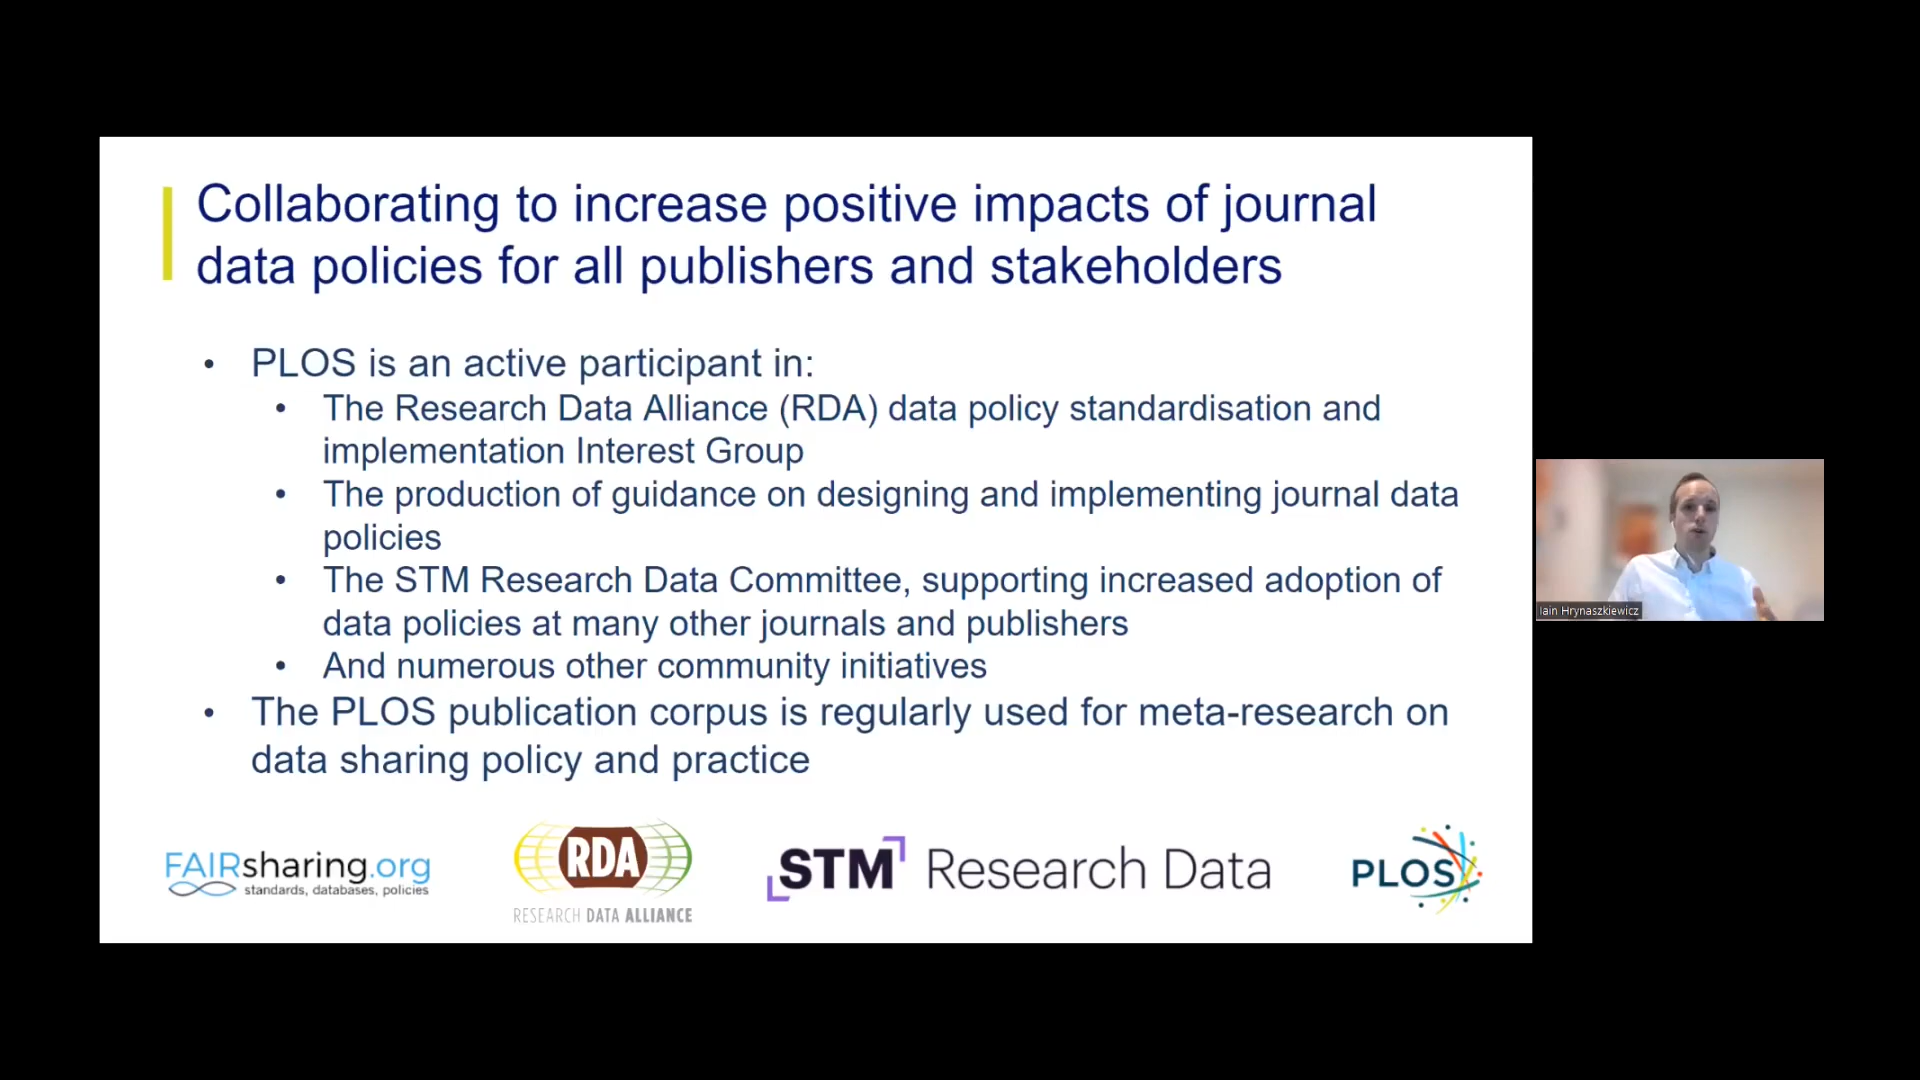 Collaborating to increase positive impacts of journal
data policies for all publishers and stakeholders
• PLOS is an active participant in:
• The Research Data Alliance (RDA) data policy standardisation and
implementation Interest Group
• The production of guidance on designing and implementing journal data
policies
• The STM Research Data Committee, supporting increased adoption of
data policies at many other journals and publishers
• And numerous other community initiatives
• The PLOS publication corpus is regularly used for meta-research on
data sharing policy and practice
FAIRsharing.org
standards, databases, policies
RDA
RESEARCH DATA ALLIANCE
STM Research Data
PLOS
Iain Hrynaszkiewicz